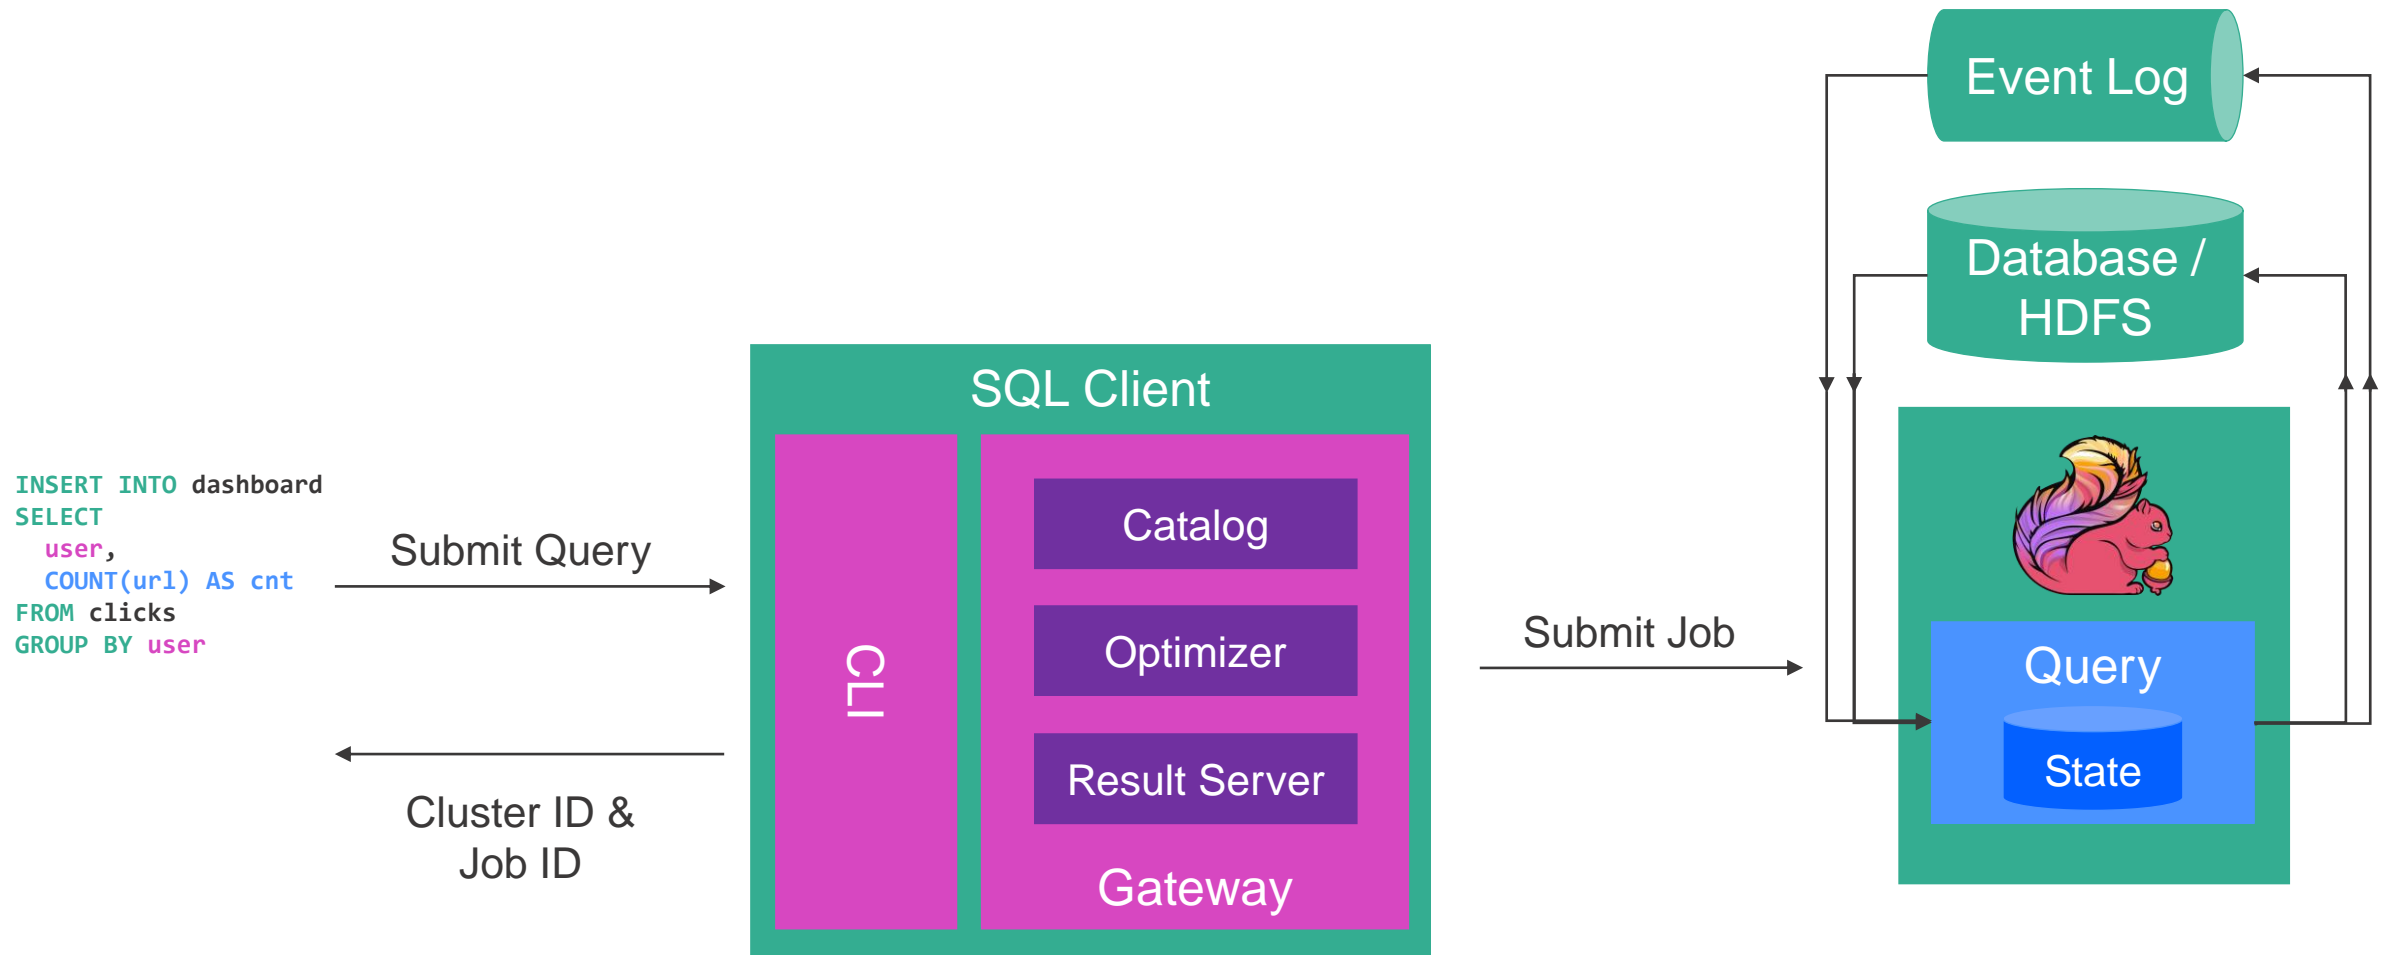 INSERT INTO dashboard
SELECT
  user,
  COUNT(url) AS cnt
FROM clicks
GROUP BY user
Submit Query
Cluster ID &
Job ID
SQL Client
CLI
Catalog
Optimizer
Result Server
Gateway
Submit Job
Event Log
Database /
HDFS
Query
State